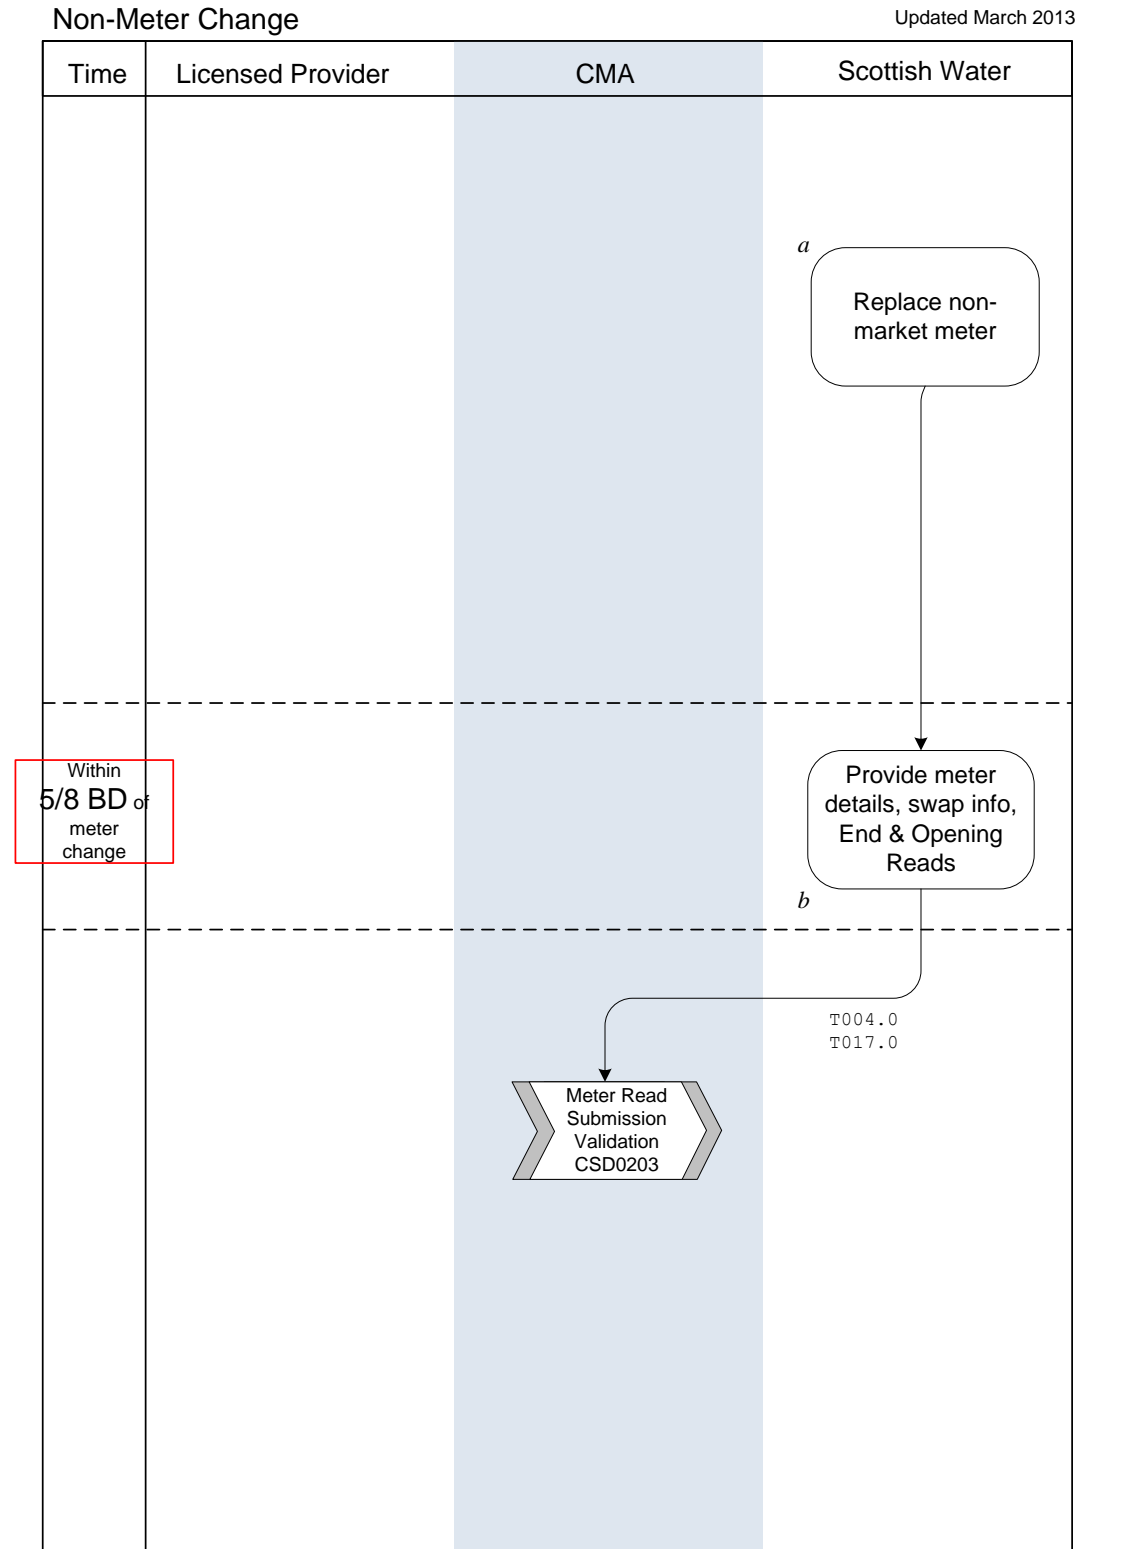 Non-Meter Change
Updated March 2013
Time
Licensed Provider
CMA
Scottish Water
a
Replace non-
market meter
Within
5/8 BD of
meter
change
Provide meter
details, swap info,
End & Opening
Reads
b
T004.0
T017.0
Meter Read
Submission
Validation
CSD0203